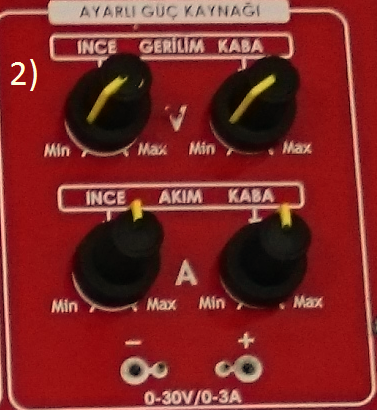 AYARLI GÜÇ KAYNAĞI
2)
İNCE GERİLİM KABA
V
Min Max Min Max
İNCE AKIM KABA
A
Min Max Min Max
- +
0-30V/0-3A